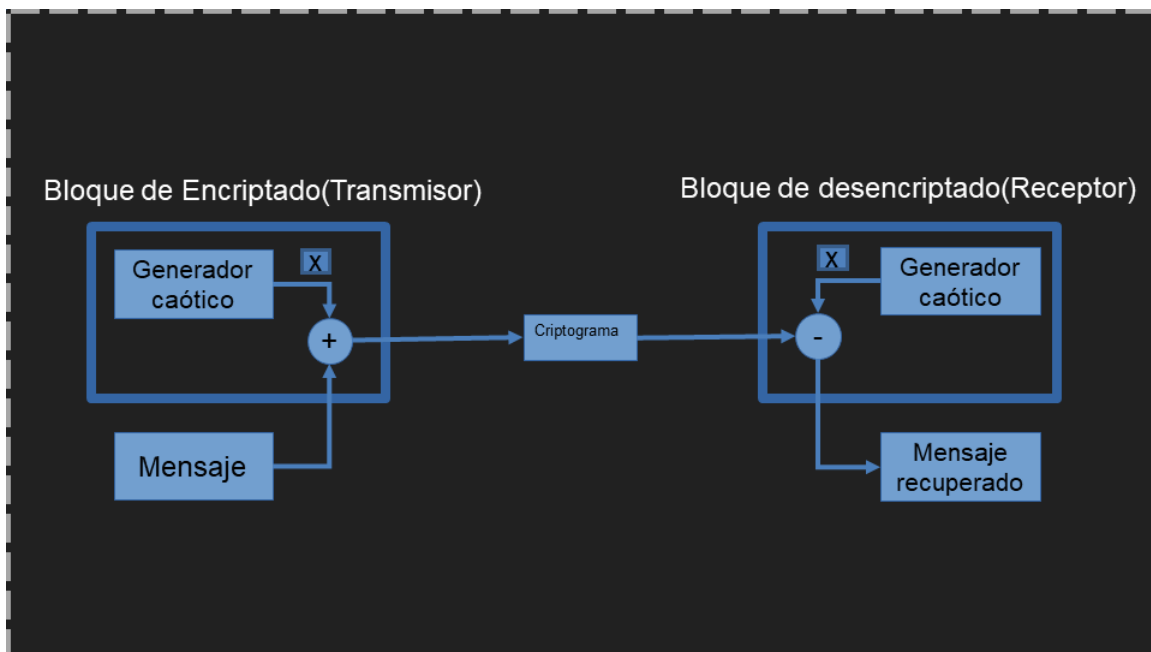 Bloque de Encriptado(Transmisor)
Generador
caótico
X
+
Mensaje
Criptograma
Bloque de desencriptado(Receptor)
X
Generador
caótico
-
Mensaje
recuperado